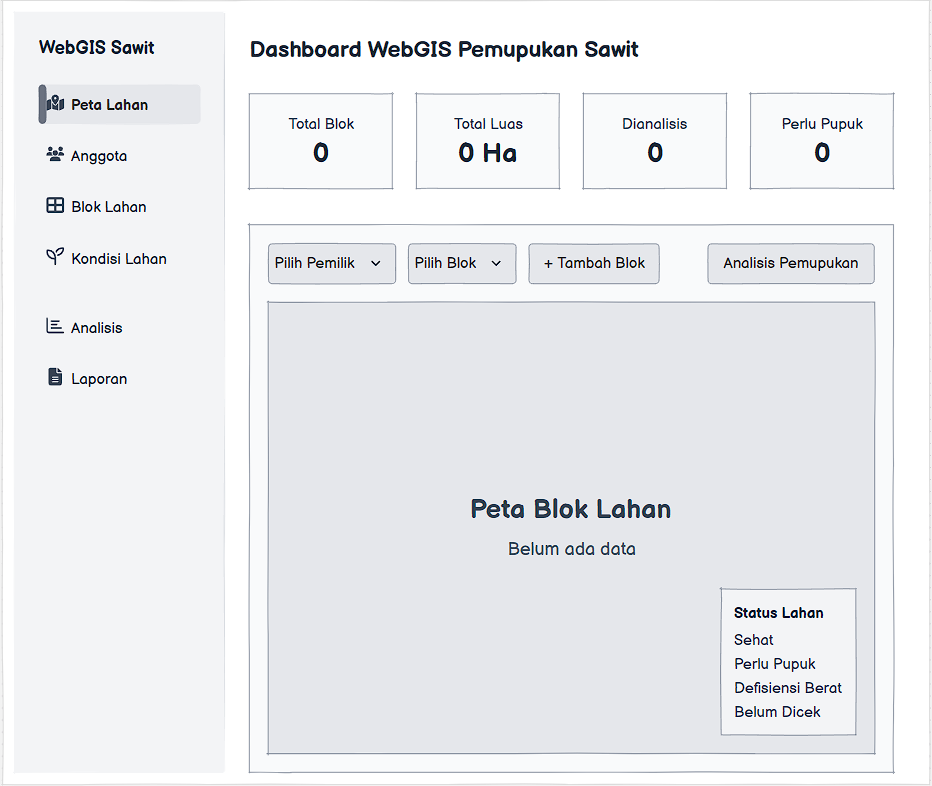 WebGIS Sawit
Peta Lahan
Anggota
Blok Lahan
Kondisi Lahan
Analisis
Laporan
Dashboard WebGIS Pemupukan Sawit
Total Blok
0
Total Luas
0 Ha
Dianalisis
0
Perlu Pupuk
0
Pilih Pemilik
Pilih Blok
+ Tambah Blok
Analisis Pemupukan
Peta Blok Lahan
Belum ada data
Status Lahan
Sehat
Perlu Pupuk
Defisiensi Berat
Belum Dicek